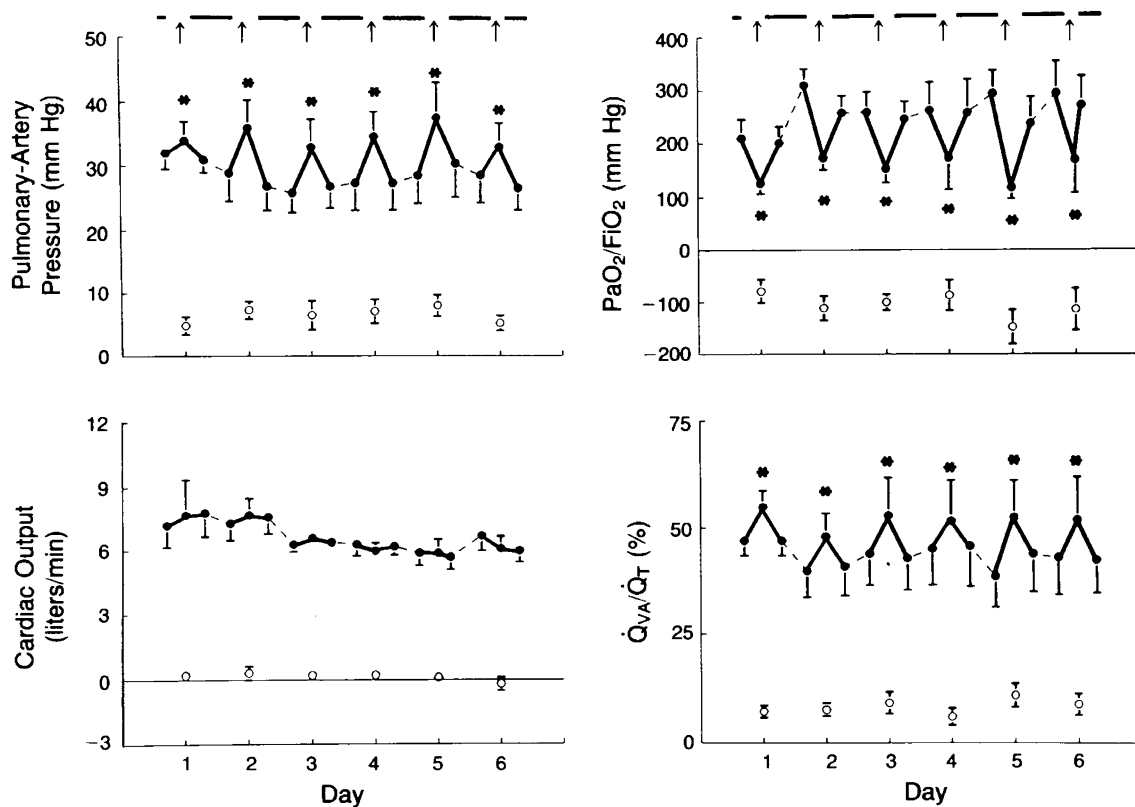 50
40
30
20
10
0
Pulmonary-Artery
Pressure (mm Hg)
400
300
200
100
0
−100
−200
PaO₂/FiO₂ (mm Hg)
12
9
6
3
0
−3
Cardiac Output
(liters/min)
1 2 3 4 5 6
Day
75
50
25
0
Q̇VA/Q̇T (%)
1 2 3 4 5 6
Day